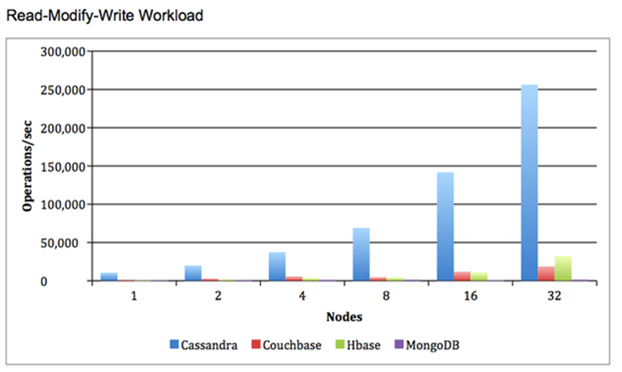 Read-Modify-Write Workload
300,000
250,000
200,000
150,000
100,000
50,000
0
Operations/sec
1 2 4 8 16 32
Nodes
Cassandra Couchbase Hbase MongoDB